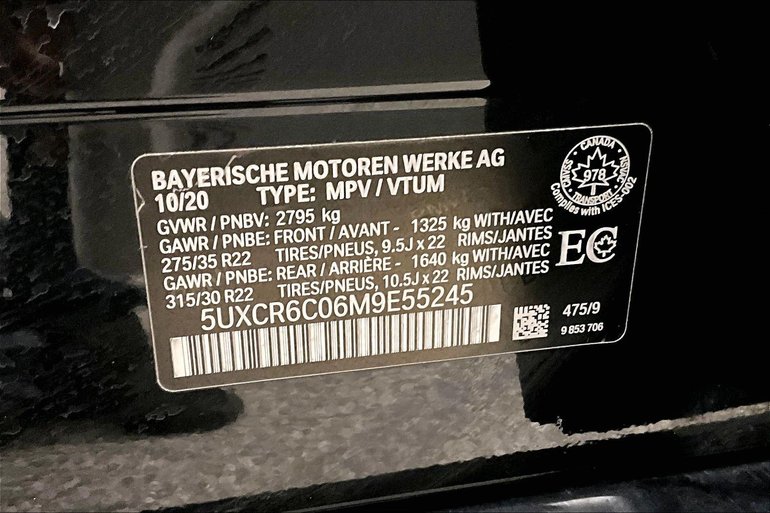 BAYERISCHE MOTOREN WERKE AG
10/20 TYPE: MPV / VTUM
GVWR / PNBV: 2795 kg
GAWR / PNBE: FRONT / AVANT - 1325 kg WITH/AVEC
275/35 R22 TIRES/PNEUS, 9.5J x 22 RIMS/JANTES
GAWR / PNBE: REAR / ARRIÈRE - 1640 kg WITH/AVEC
315/30 R22 TIRES/PNEUS, 10.5J x 22 RIMS/JANTES
5UXCR6C06M9E55245
CANADA
978
TRANSPORT
Complies with ICES-002
EC
475/9
9 853 706